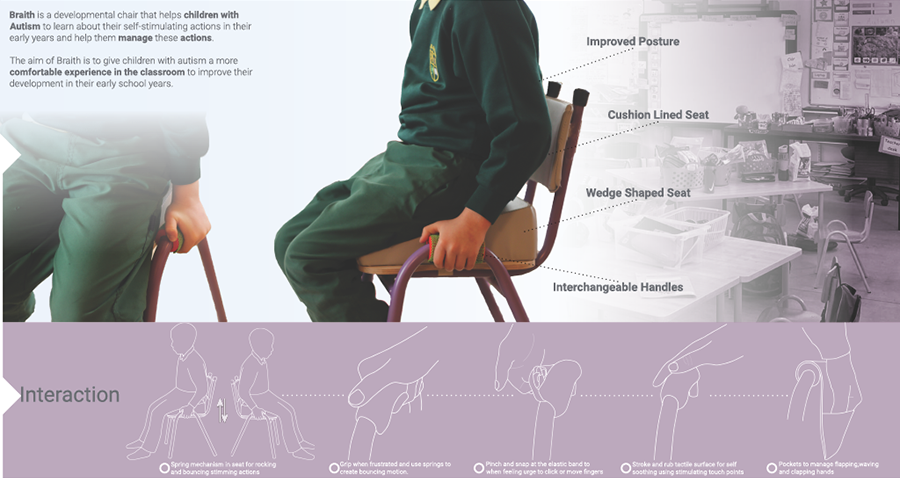 Braith is a developmental chair that helps children with
Autism to learn about their self-stimulating actions in their
early years and help them manage these actions.
The aim of Braith is to give children with autism a more
comfortable experience in the classroom to improve their
development in their early school years.
Improved Posture
Cushion Lined Seat
Wedge Shaped Seat
Interchangeable Handles
Interaction
Spring mechanism in seat for rocking
and bouncing stimming actions
Grip when frustrated and use springs to
create bouncing motion.
Pinch and snap at the elastic band to
when feeling urge to click or move fingers
Stroke and rub tactile surface for self
soothing using stimulating touch points
Pockets to manage flapping,waving
and clapping hands